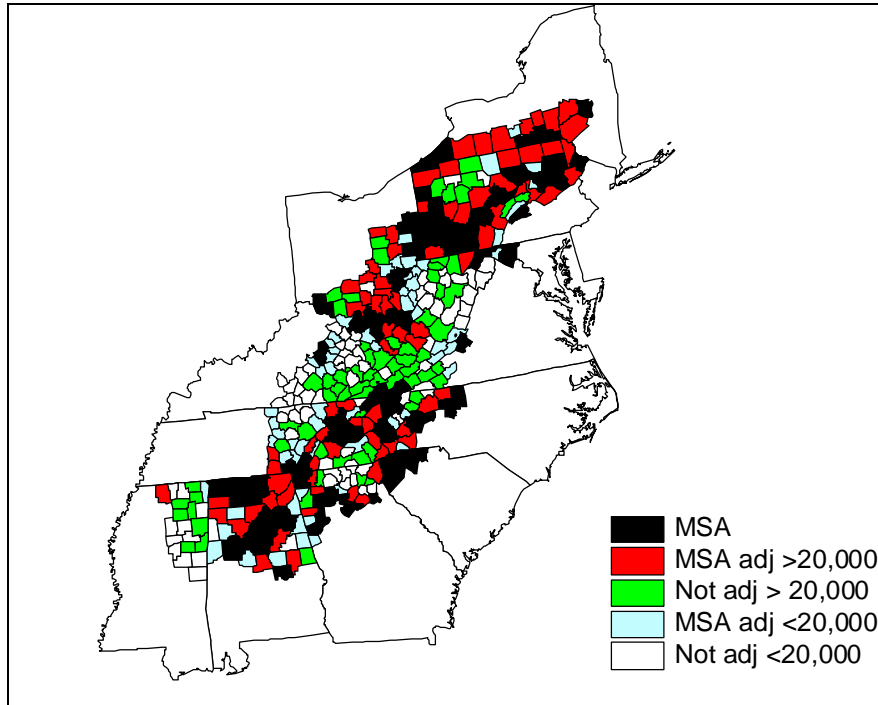 MSA
MSA adj >20,000
Not adj > 20,000
MSA adj <20,000
Not adj <20,000